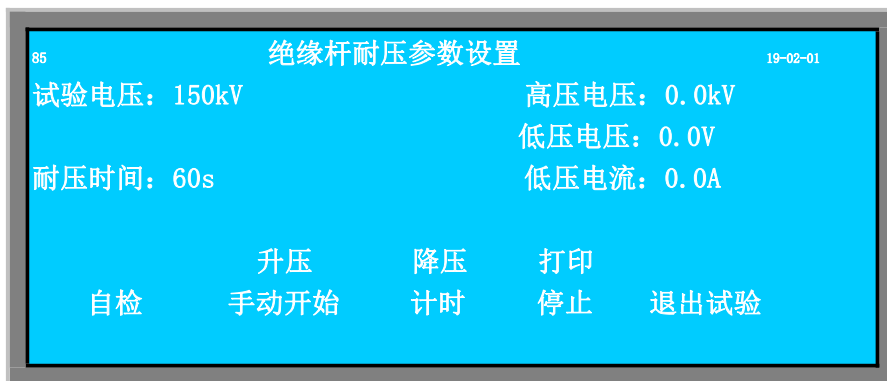 85 绝缘杆耐压参数设置 19-02-01
试验电压：150kV 高压电压：0.0kV
低压电压：0.0V
耐压时间：60s 低压电流：0.0A
升压 降压 打印
自检 手动开始 计时 停止 退出试验